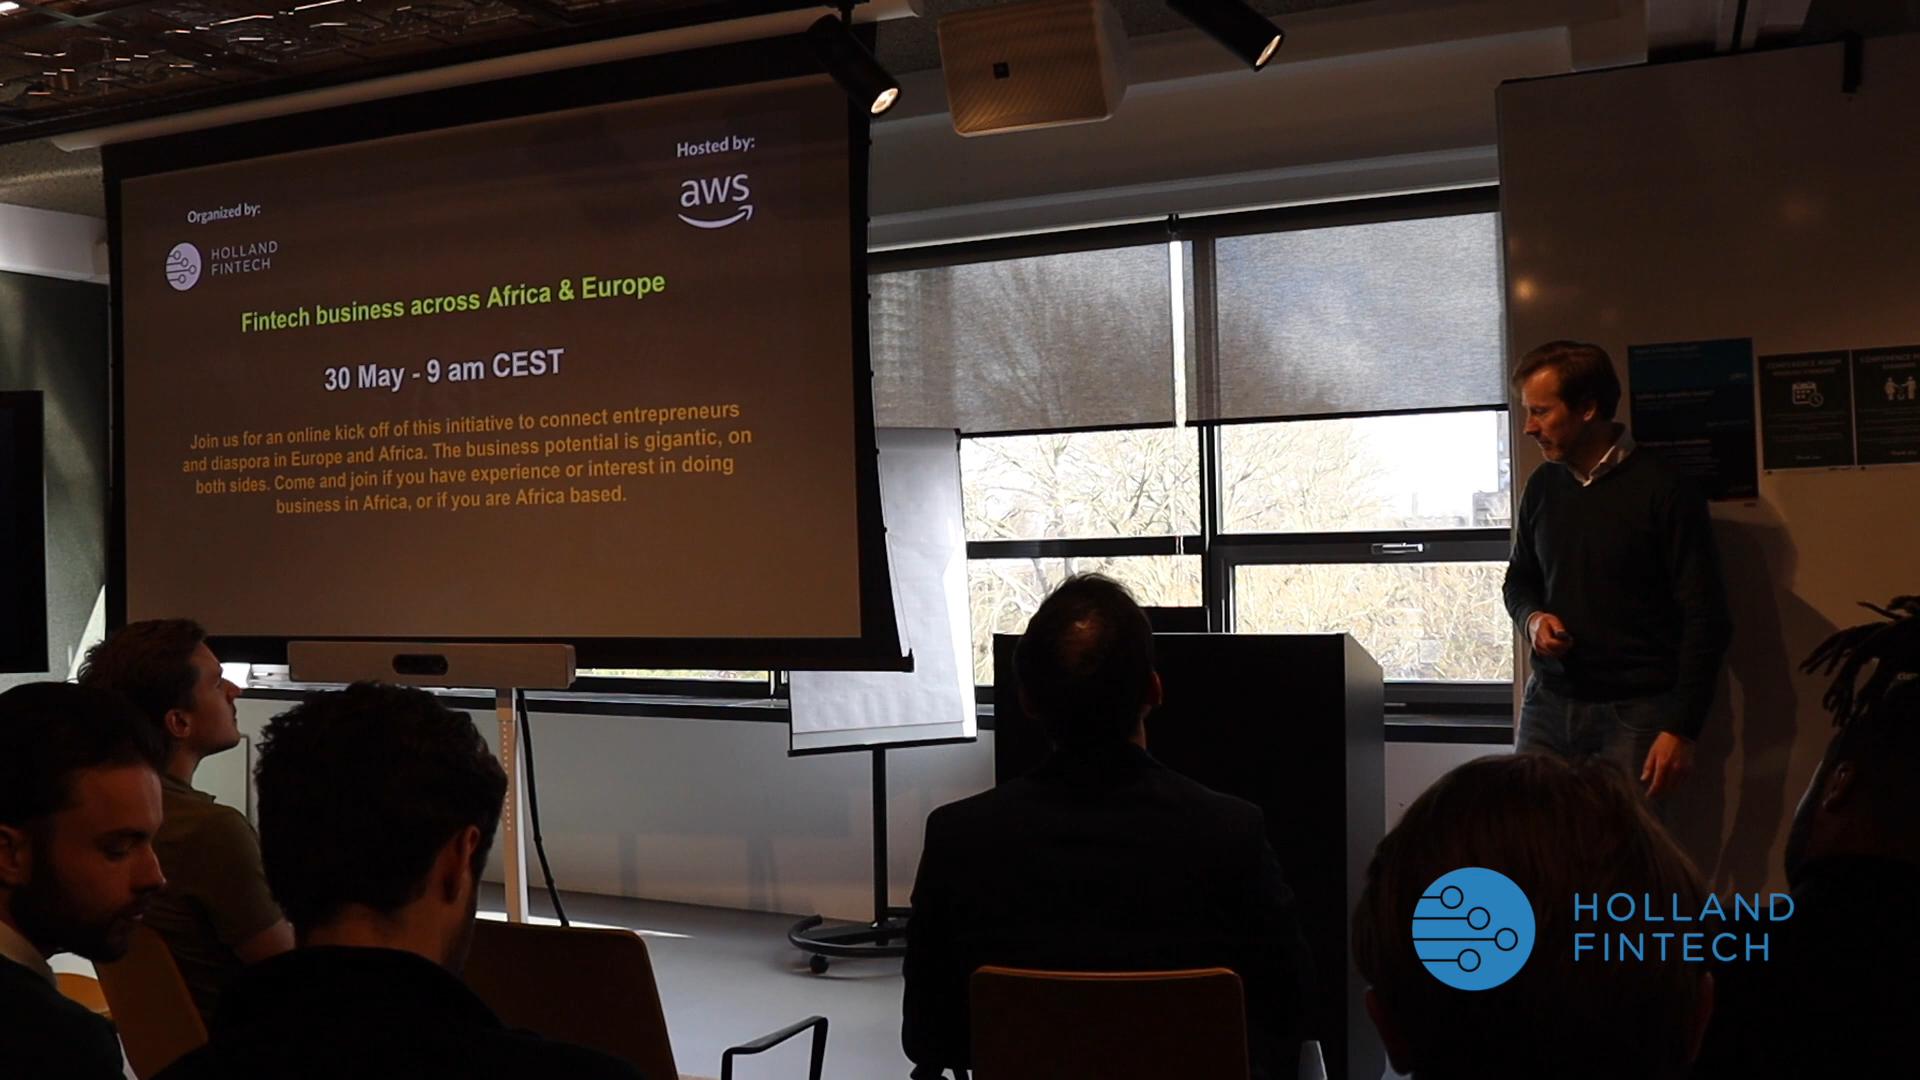 Hosted by:
aws
Organized by:
HOLLAND
FINTECH
Fintech business across Africa & Europe
30 May - 9 am CEST
Join us for an online kick off of this initiative to connect entrepreneurs
and diaspora in Europe and Africa. The business potential is gigantic, on
both sides. Come and join if you have experience or interest in doing
business in Africa, or if you are Africa based.
CONFERENCE ROOM
HOLLAND
FINTECH